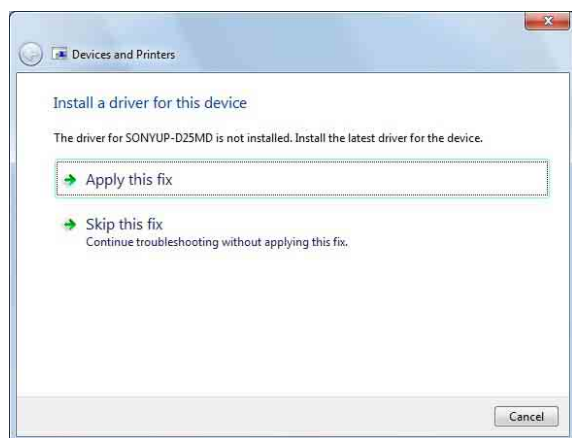 Devices and Printers
Install a driver for this device
The driver for SONYUP-D25MD is not installed. Install the latest driver for the device.
Apply this fix
Skip this fix
Continue troubleshooting without applying this fix.
Cancel